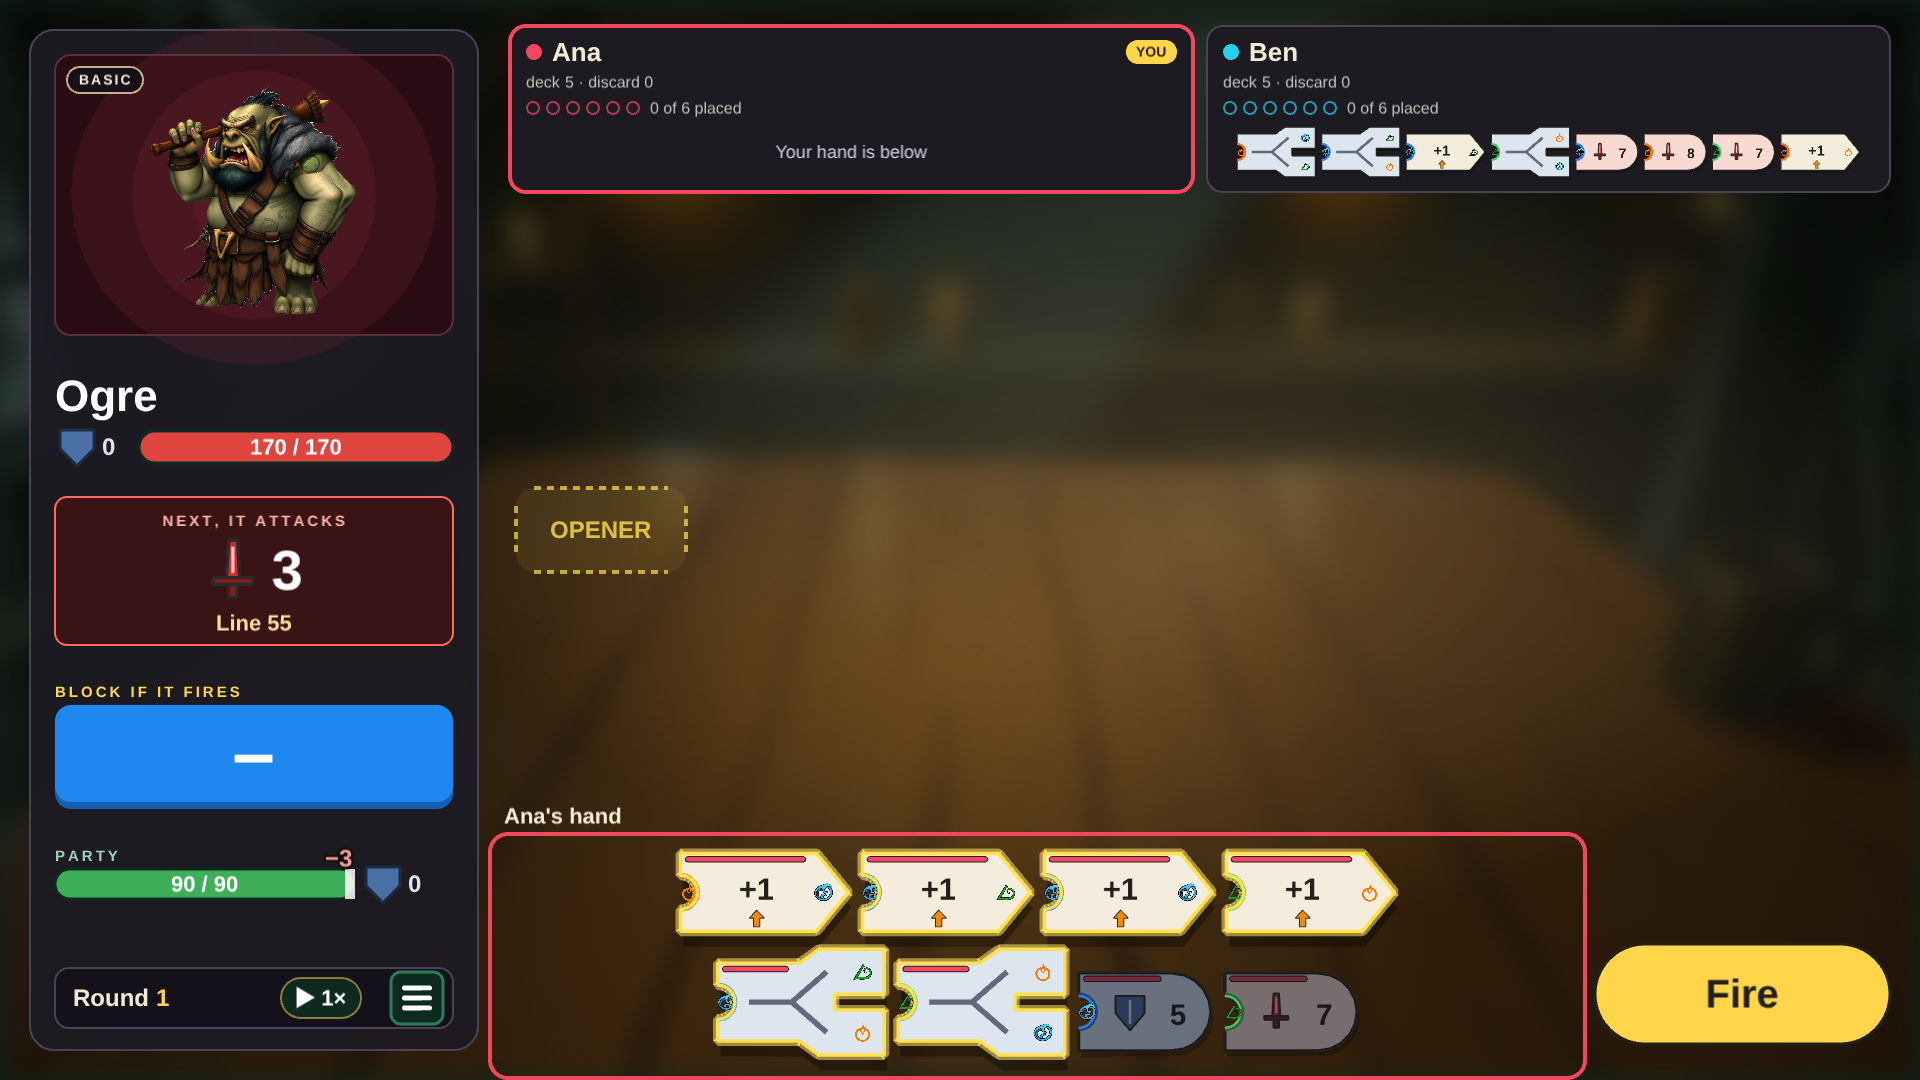 BASIC
Ogre
0
170 / 170
NEXT, IT ATTACKS
3
Line 55
BLOCK IF IT FIRES
–
PARTY
−3
90 / 90
0
Round 1
1×
Ana
YOU
deck 5 · discard 0
0 of 6 placed
Your hand is below
Ben
deck 5 · discard 0
0 of 6 placed
+1
7
8
7
+1
OPENER
Ana's hand
+1
+1
+1
+1
5
7
Fire